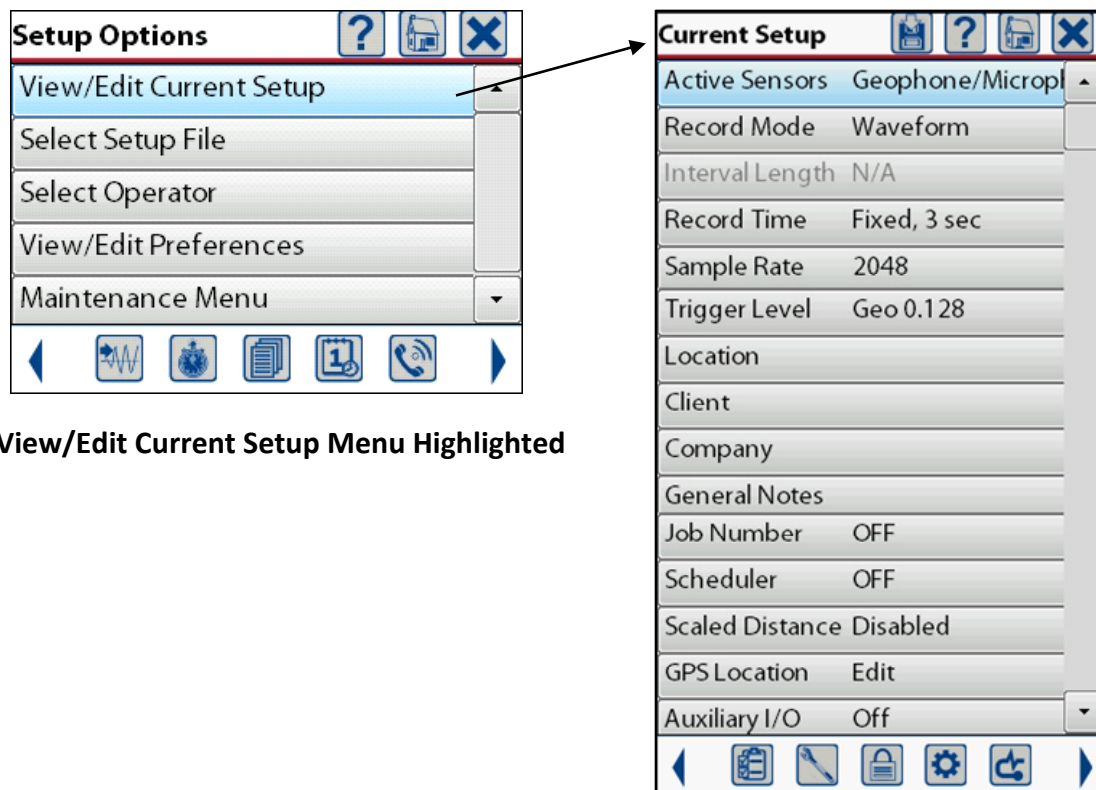 Setup Options
View/Edit Current Setup
Select Setup File
Select Operator
View/Edit Preferences
Maintenance Menu
1
View/Edit Current Setup Menu Highlighted
Current Setup
Active Sensors Geophone/Microph
Record Mode Waveform
Interval Length N/A
Record Time Fixed, 3 sec
Sample Rate 2048
Trigger Level Geo 0.128
Location
Client
Company
General Notes
Job Number OFF
Scheduler OFF
Scaled Distance Disabled
GPS Location Edit
Auxiliary I/O Off